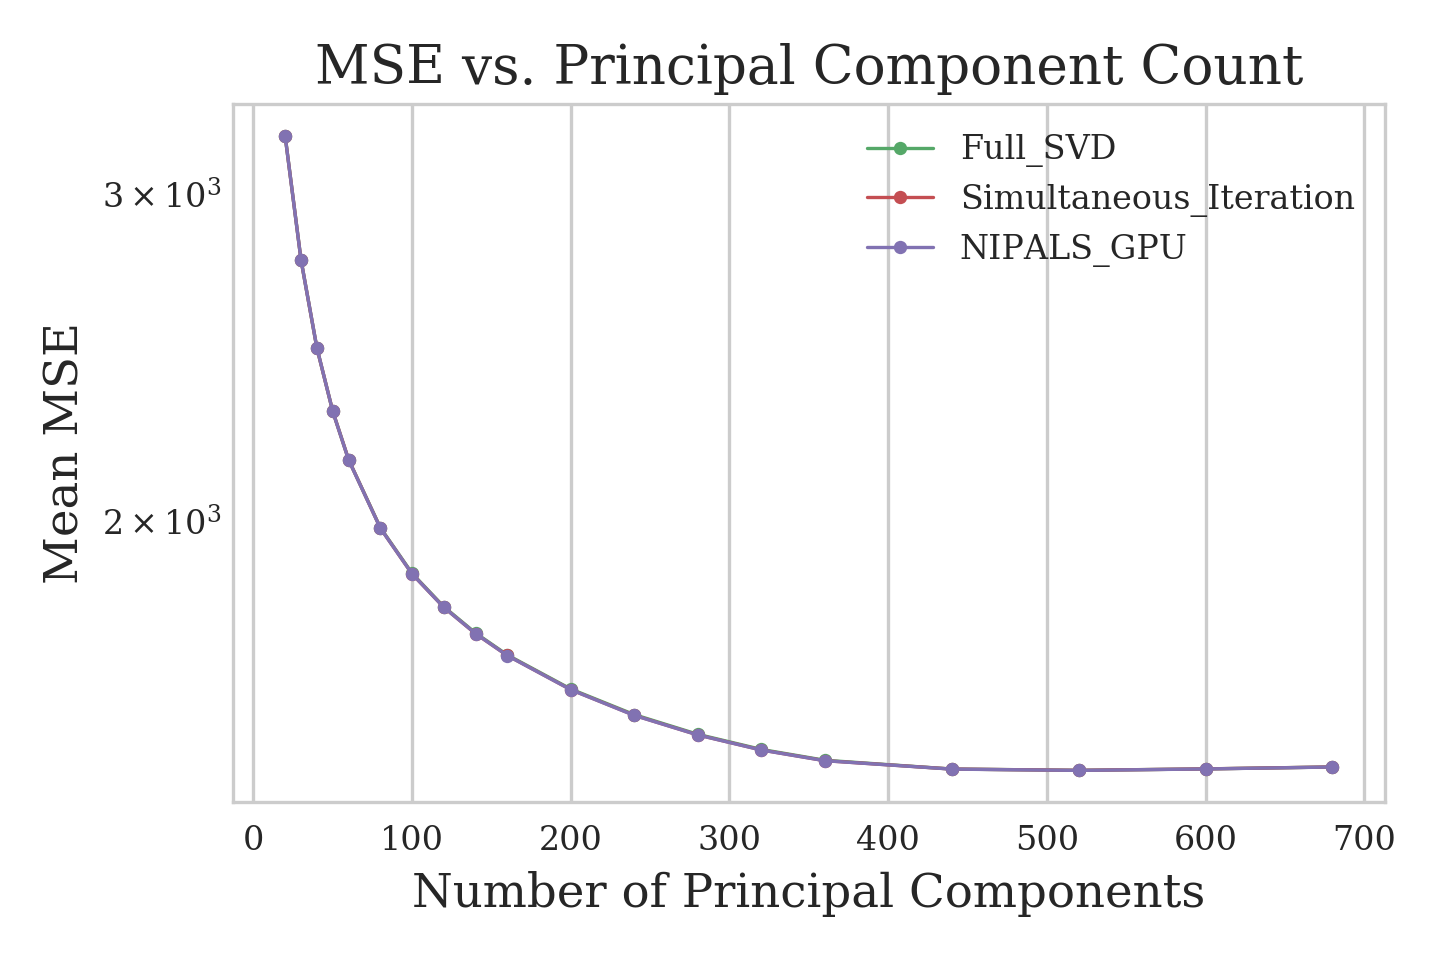 MSE vs. Principal Component Count
Full_SVD
Simultaneous_Iteration
NIPALS_GPU
3 × 10³
2 × 10³
Mean MSE
0 100 200 300 400 500 600 700
Number of Principal Components